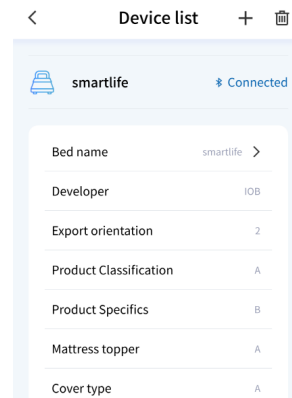 Device list
smartlife Connected
Bed name smartlife
Developer IOB
Export orientation 2
Product Classification A
Product Specifics B
Mattress topper A
Cover type A